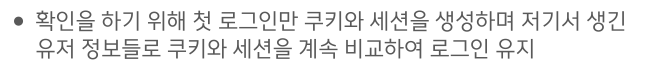 • 확인을 하기 위해 첫 로그인만 쿠키와 세션을 생성하며 저기서 생긴
유저 정보들로 쿠키와 세션을 계속 비교하여 로그인 유지